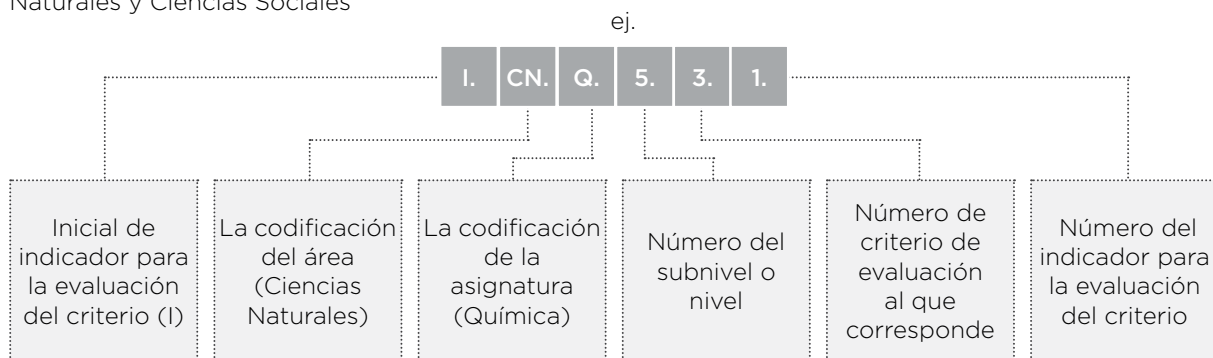 Naturales y Ciencias Sociales
ej.
I. CN. Q. 5. 3. 1.
Inicial de
indicador para
la evaluación
del criterio (I)
La codificación
del área
(Ciencias
Naturales)
La codificación
de la
asignatura
(Química)
Número del
subnivel o
nivel
Número de
criterio de
evaluación
al que
corresponde
Número del
indicador para
la evaluación
del criterio